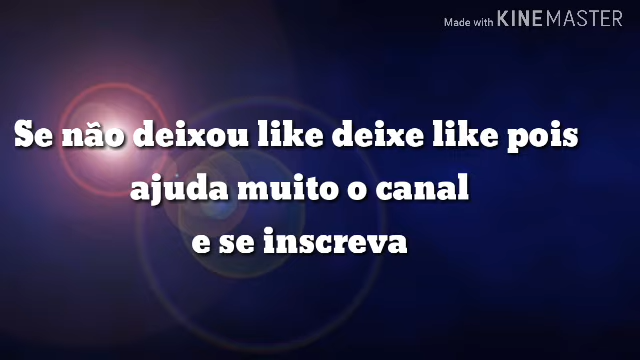 Made with KINEMASTER
Se não deixou like deixe like pois
ajuda muito o canal
e se inscreva